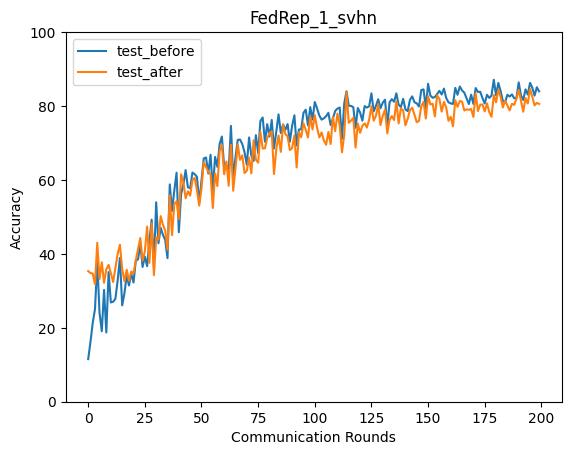 FedRep_1_svhn
test_before
test_after
100
80
60
40
20
0
Accuracy
0 25 50 75 100 125 150 175 200
Communication Rounds